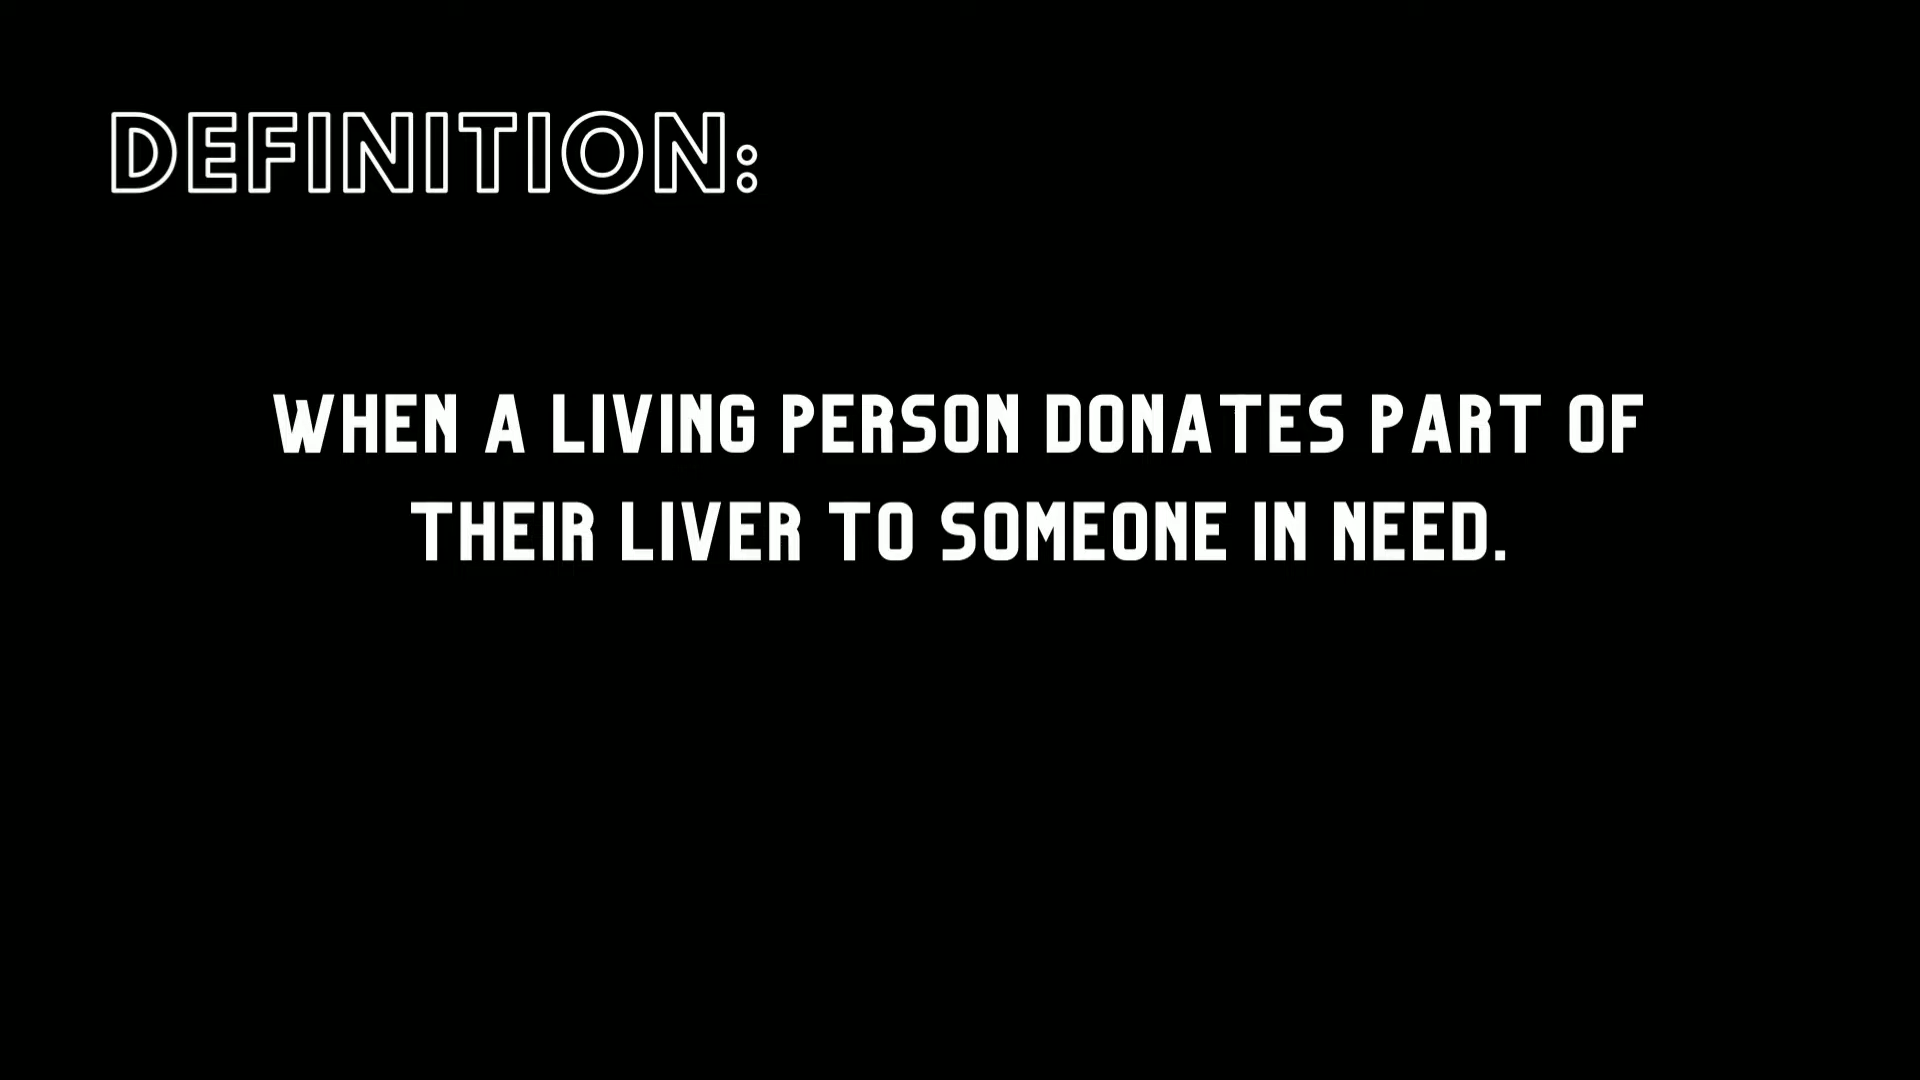 DEFINITION:
WHEN A LIVING PERSON DONATES PART OF
THEIR LIVER TO SOMEONE IN NEED.